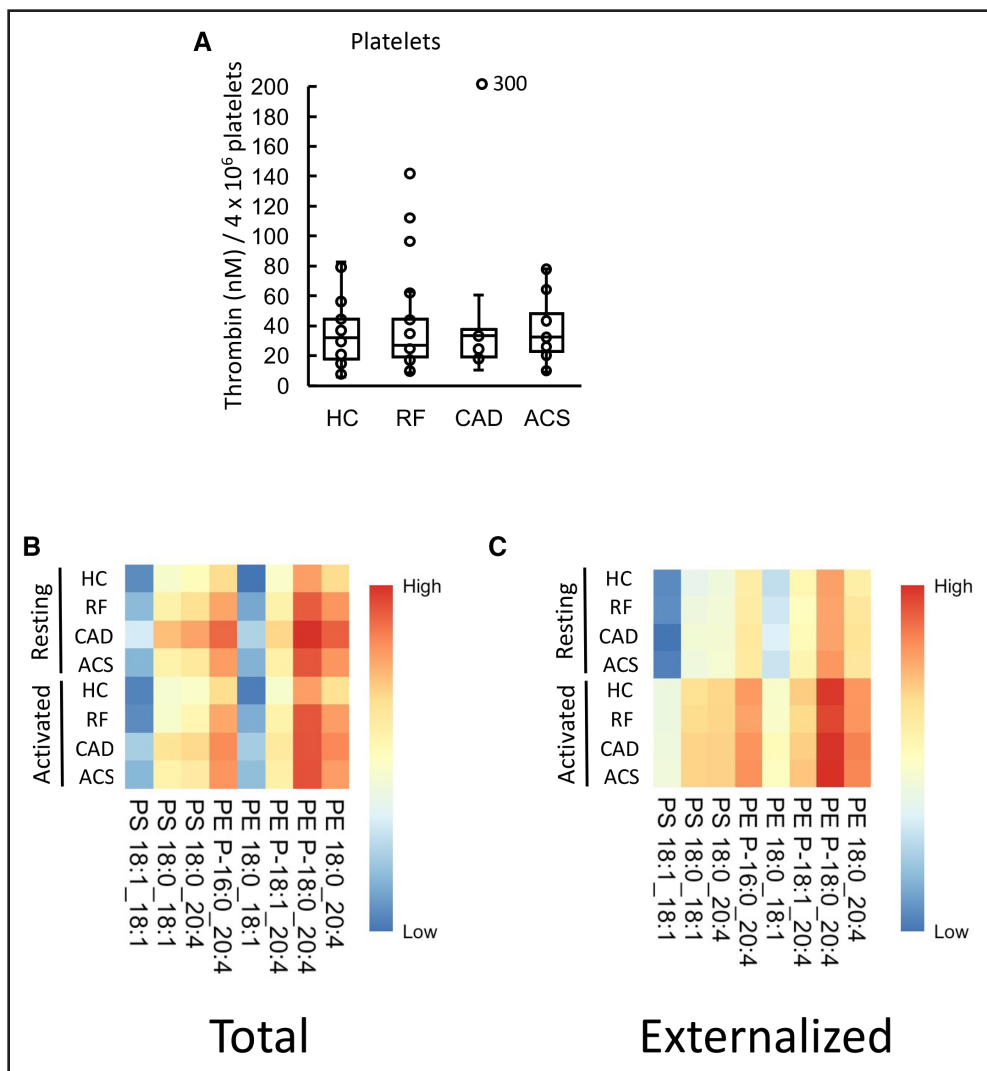 A
Platelets
Thrombin (nM) / 4 x 10⁶ platelets
200
180
160
140
120
100
80
60
40
20
0
300
HC RF CAD ACS
B
Resting
HC
RF
CAD
ACS
Activated
HC
RF
CAD
ACS
PS 18:1_18:1
PS 18:0_18:1
PS 18:0_20:4
PE P-16:0_20:4
PE 18:0_18:1
PE P-18:1_20:4
PE P-18:0_20:4
PE 18:0_20:4
High
Low
Total
C
Resting
HC
RF
CAD
ACS
Activated
HC
RF
CAD
ACS
PS 18:1_18:1
PS 18:0_18:1
PS 18:0_20:4
PE P-16:0_20:4
PE 18:0_18:1
PE P-18:1_20:4
PE P-18:0_20:4
PE 18:0_20:4
High
Low
Externalized